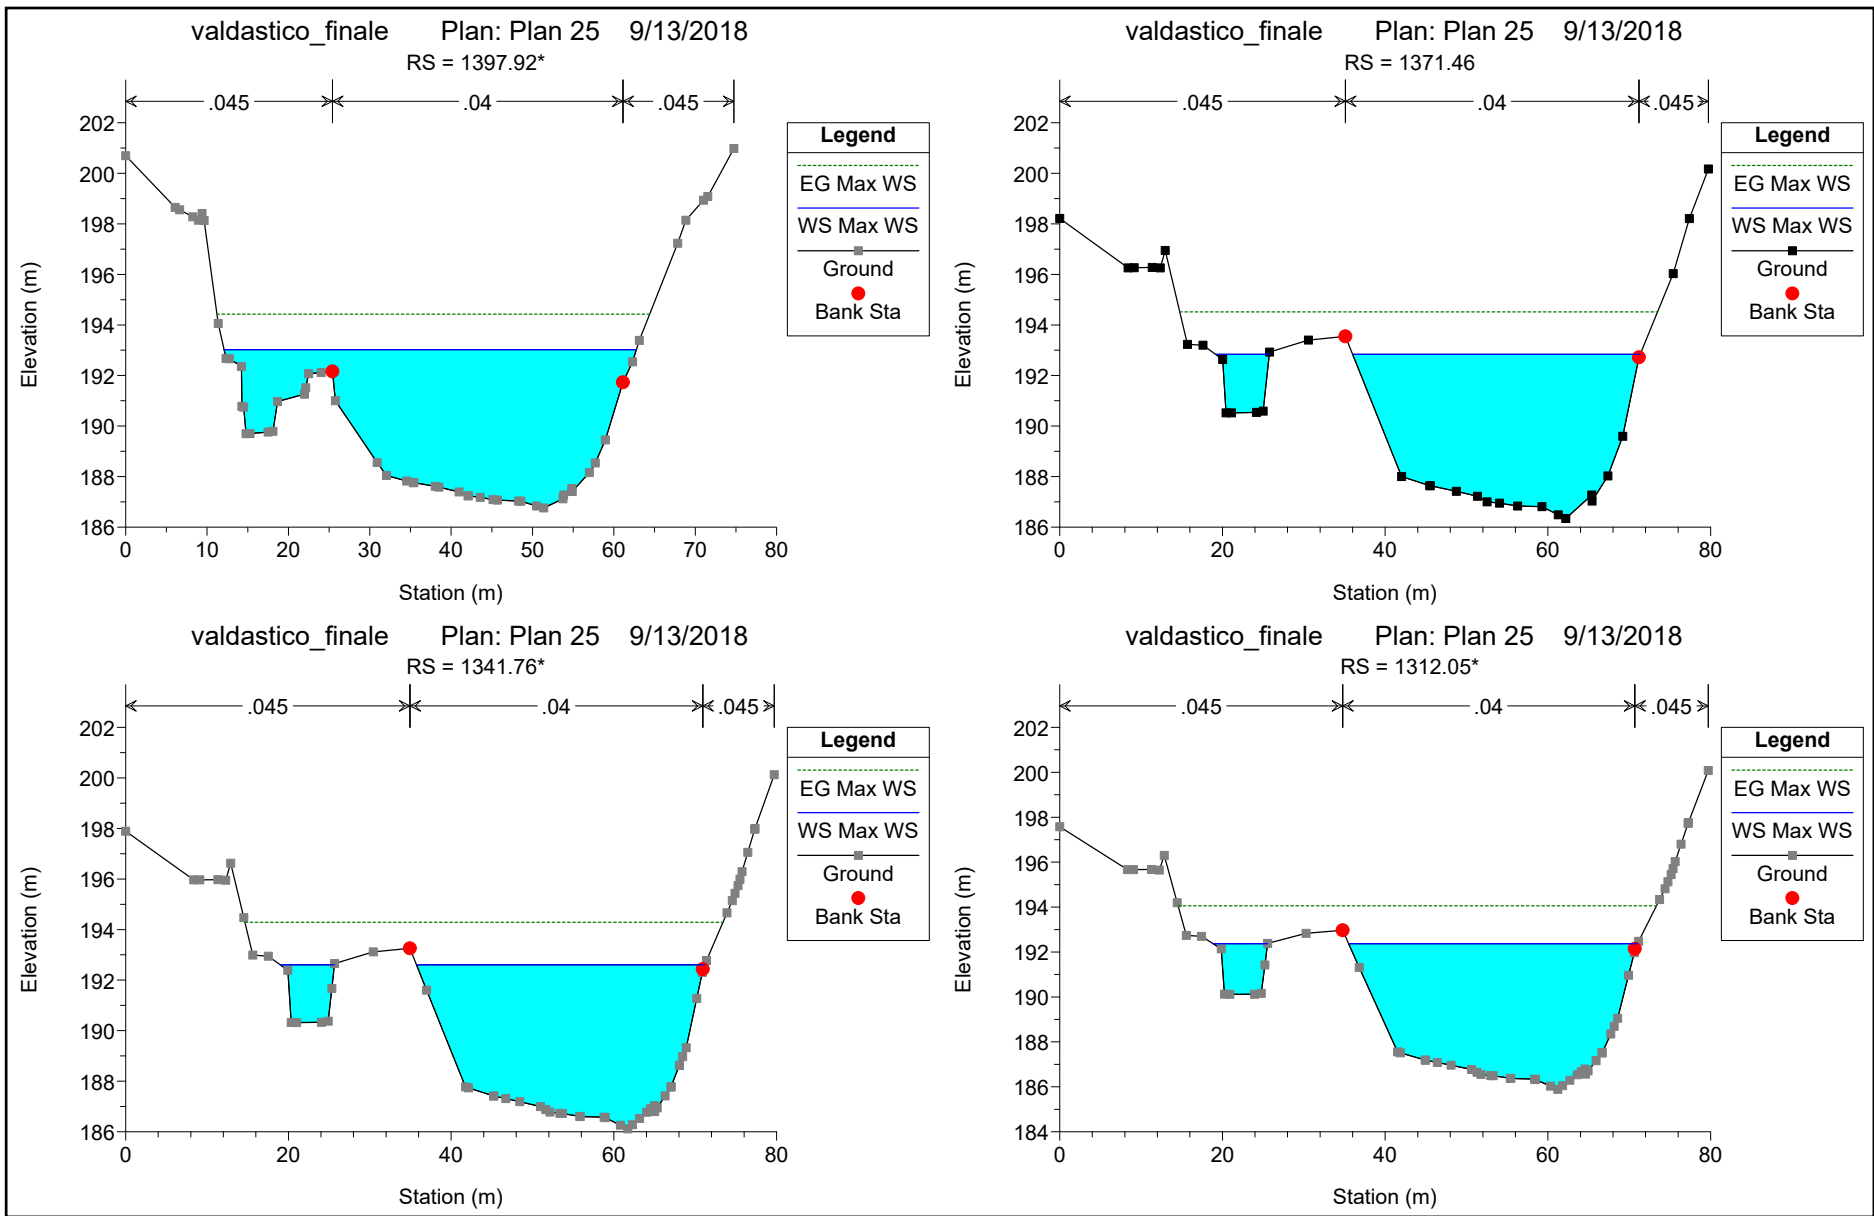 valdastico_finale Plan: Plan 25 9/13/2018
RS = 1397.92*
.045 .04 .045
202
200
198
196
194
192
190
188
186
Elevation (m)
0 10 20 30 40 50 60 70 80
Station (m)
Legend
EG Max WS
WS Max WS
Ground
Bank Sta
valdastico_finale Plan: Plan 25 9/13/2018
RS = 1371.46
.045 .04 .045
202
200
198
196
194
192
190
188
186
Elevation (m)
0 20 40 60 80
Station (m)
Legend
EG Max WS
WS Max WS
Ground
Bank Sta
valdastico_finale Plan: Plan 25 9/13/2018
RS = 1341.76*
.045 .04 .045
202
200
198
196
194
192
190
188
186
Elevation (m)
0 20 40 60 80
Station (m)
Legend
EG Max WS
WS Max WS
Ground
Bank Sta
valdastico_finale Plan: Plan 25 9/13/2018
RS = 1312.05*
.045 .04 .045
202
200
198
196
194
192
190
188
186
184
Elevation (m)
0 20 40 60 80
Station (m)
Legend
EG Max WS
WS Max WS
Ground
Bank Sta